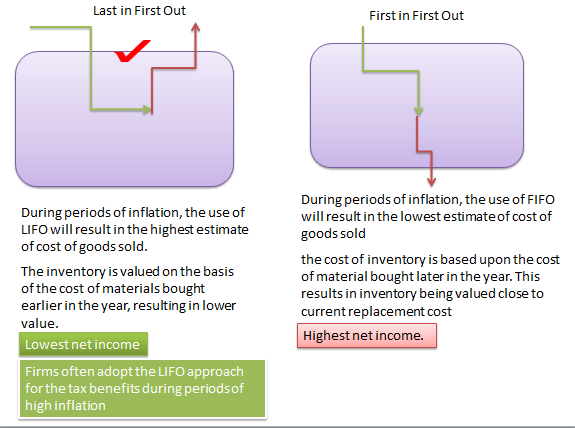 Last in First Out
During periods of inflation, the use of
LIFO will result in the highest estimate
of cost of goods sold.
The inventory is valued on the basis
of the cost of materials bought
earlier in the year, resulting in lower
value.
Lowest net income
Firms often adopt the LIFO approach
for the tax benefits during periods of
high inflation
First in First Out
During periods of inflation, the use of FIFO
will result in the lowest estimate of cost of
goods sold
the cost of inventory is based upon the cost
of material bought later in the year. This
results in inventory being valued close to
current replacement cost
Highest net income.